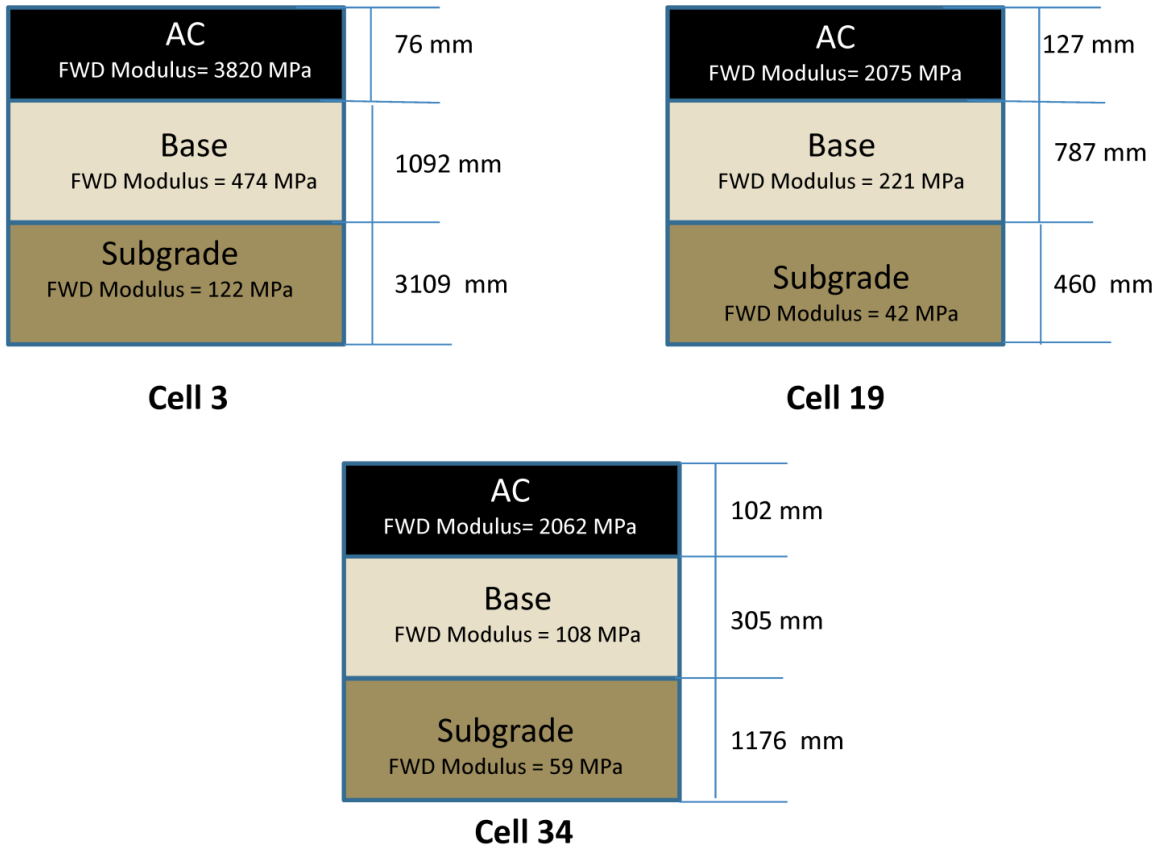 AC
FWD Modulus= 3820 MPa
76 mm
Base
FWD Modulus = 474 MPa
1092 mm
Subgrade
FWD Modulus = 122 MPa
3109 mm
Cell 3
AC
FWD Modulus= 2075 MPa
127 mm
Base
FWD Modulus = 221 MPa
787 mm
Subgrade
FWD Modulus = 42 MPa
460 mm
Cell 19
AC
FWD Modulus= 2062 MPa
102 mm
Base
FWD Modulus = 108 MPa
305 mm
Subgrade
FWD Modulus = 59 MPa
1176 mm
Cell 34